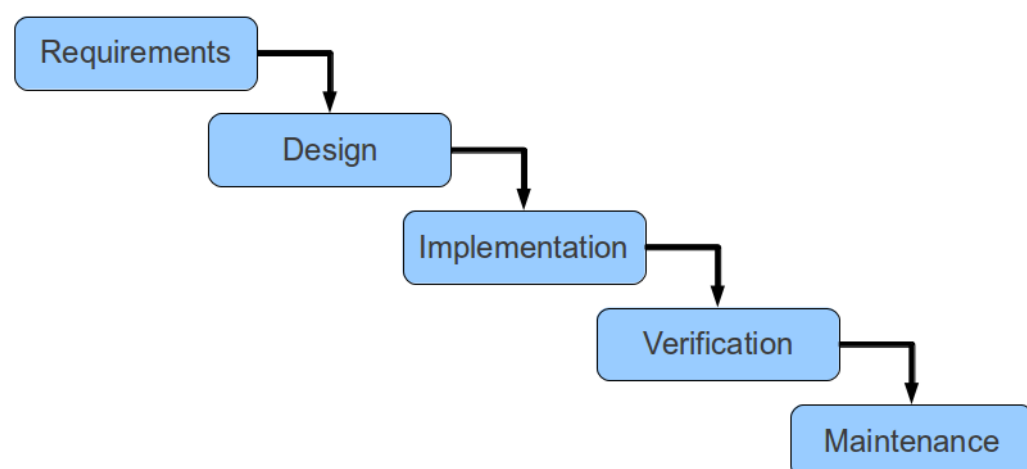 Requirements
Design
Implementation
Verification
Maintenance